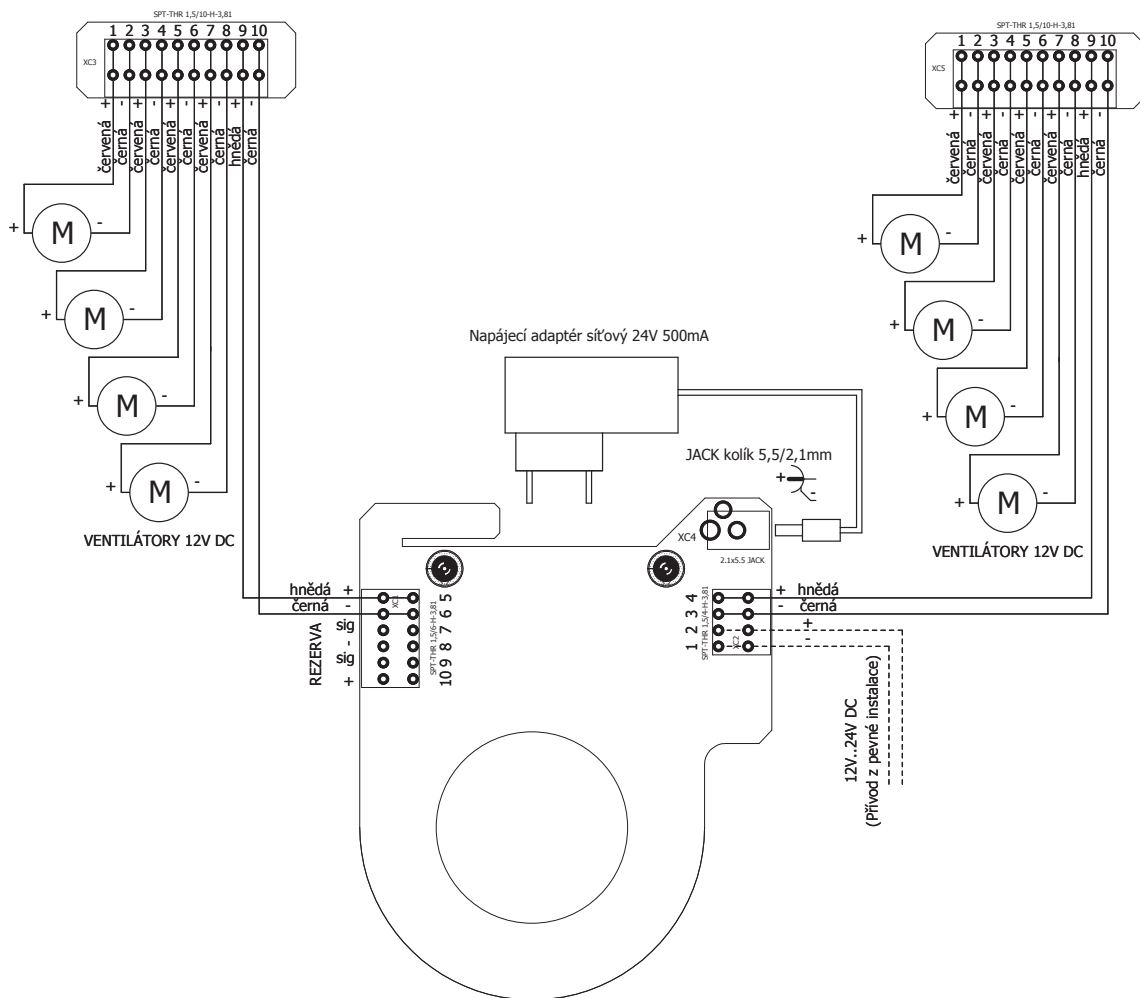 SPT-THR 1,5/10-H-3,81
1 2 3 4 5 6 7 8 9 10
XC3
+ - + - + - + - + -
červená
černá
červená
černá
červená
černá
červená
černá
hnědá
černá
+ M -
+ M -
+ M -
+ M -
VENTILÁTORY 12V DC
SPT-THR 1,5/10-H-3,81
1 2 3 4 5 6 7 8 9 10
XC5
+ - + - + - + - + -
červená
černá
červená
černá
červená
černá
červená
černá
hnědá
černá
+ M -
+ M -
+ M -
+ M -
VENTILÁTORY 12V DC
Napájecí adaptér síťový 24V 500mA
JACK kolík 5,5/2,1mm
+
-
XC4
2.1x5.5 JACK
hnědá +
černá -
sig
-
sig
+
REZERVA
XC1
SPT-THR 1,5/6-H-3,81
10 9 8 7 6 5
1 2 3 4
SPT-THR 1,5/4-H-3,81
XC2
+ hnědá
- černá
+
-
12V..24V DC
(Přívod z pevné instalace)